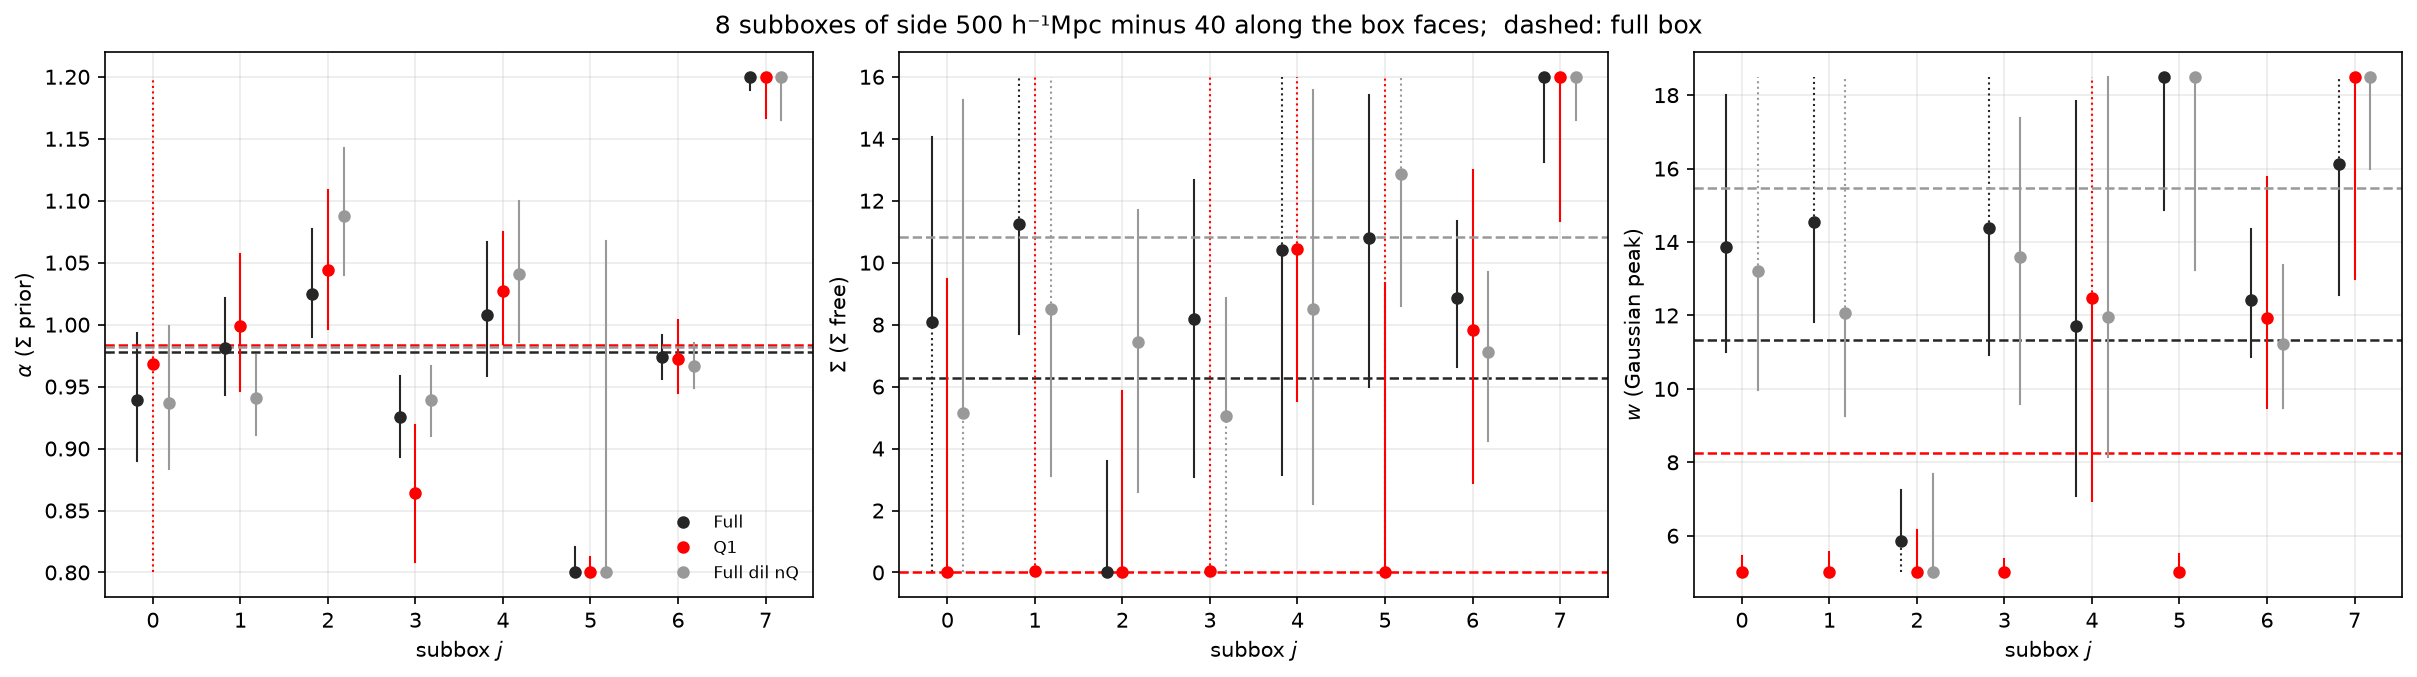 8 subboxes of side 500 h⁻¹Mpc minus 40 along the box faces;  dashed: full box
α (Σ prior)
1.20
1.15
1.10
1.05
1.00
0.95
0.90
0.85
0.80
Full
Q1
Full dil nQ
0 1 2 3 4 5 6 7
subbox j
Σ (Σ free)
16
14
12
10
8
6
4
2
0
0 1 2 3 4 5 6 7
subbox j
w (Gaussian peak)
18
16
14
12
10
8
6
0 1 2 3 4 5 6 7
subbox j